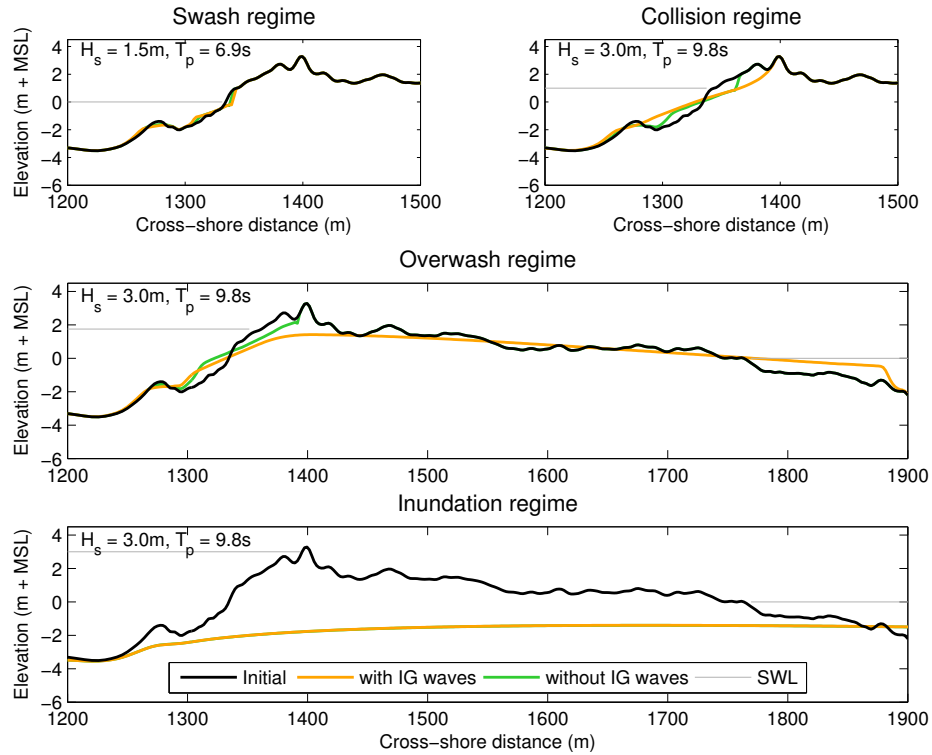 Swash regime
Collision regime
H_s = 1.5m, T_p = 6.9s
H_s = 3.0m, T_p = 9.8s
Elevation (m + MSL)
4
2
0
−2
−4
−6
1200
1300
1400
1500
Cross−shore distance (m)
4
2
0
−2
−4
−6
1200
1300
1400
1500
Cross−shore distance (m)
Overwash regime
H_s = 3.0m, T_p = 9.8s
Elevation (m + MSL)
4
2
0
−2
−4
−6
1200
1300
1400
1500
1600
1700
1800
1900
Inundation regime
H_s = 3.0m, T_p = 9.8s
Elevation (m + MSL)
4
2
0
−2
−4
−6
Initial
with IG waves
without IG waves
SWL
1200
1300
1400
1500
1600
1700
1800
1900
Cross−shore distance (m)